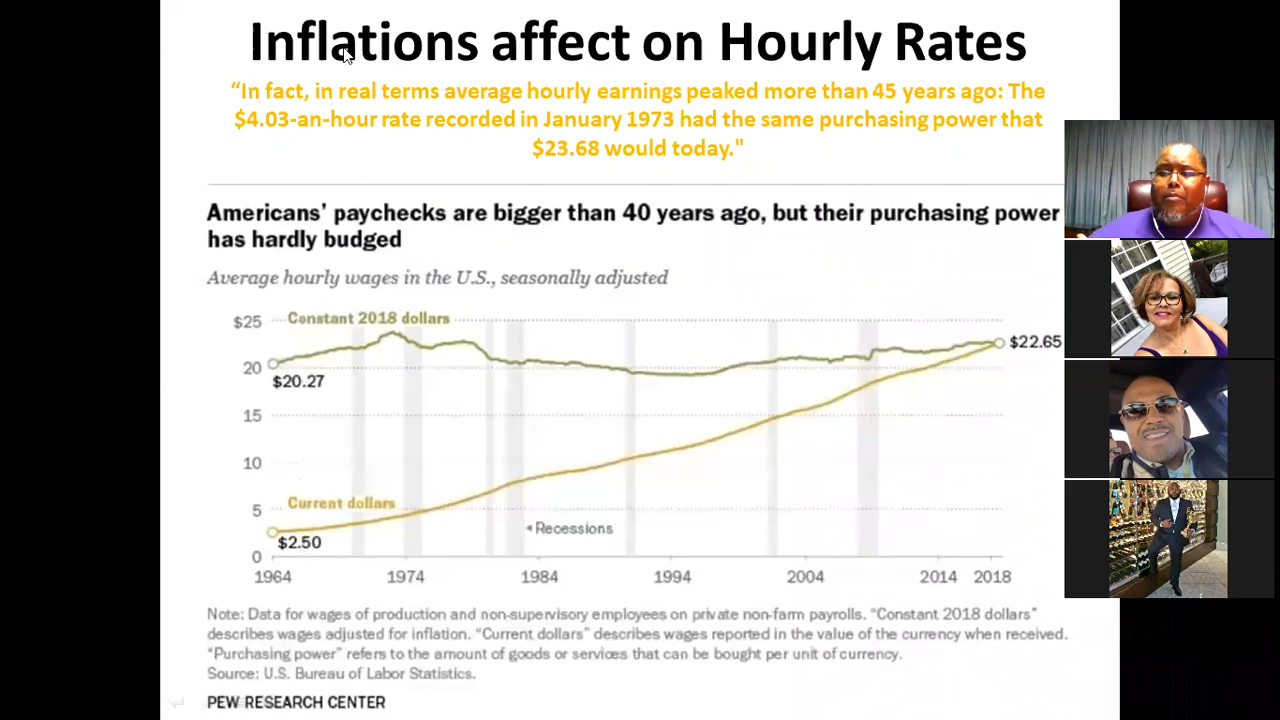 Inflations affect on Hourly Rates
“In fact, in real terms average hourly earnings peaked more than 45 years ago: The
$4.03-an-hour rate recorded in January 1973 had the same purchasing power that
$23.68 would today."
Americans’ paychecks are bigger than 40 years ago, but their purchasing power
has hardly budged
Average hourly wages in the U.S., seasonally adjusted
Constant 2018 dollars
$25
20
15
10
5
0
$20.27
$22.65
Current dollars
$2.50
◂Recessions
1964
1974
1984
1994
2004
2014
2018
Note: Data for wages of production and non-supervisory employees on private non-farm payrolls. “Constant 2018 dollars”
describes wages adjusted for inflation. “Current dollars” describes wages reported in the value of the currency when received.
“Purchasing power” refers to the amount of goods or services that can be bought per unit of currency.
Source: U.S. Bureau of Labor Statistics.
PEW RESEARCH CENTER